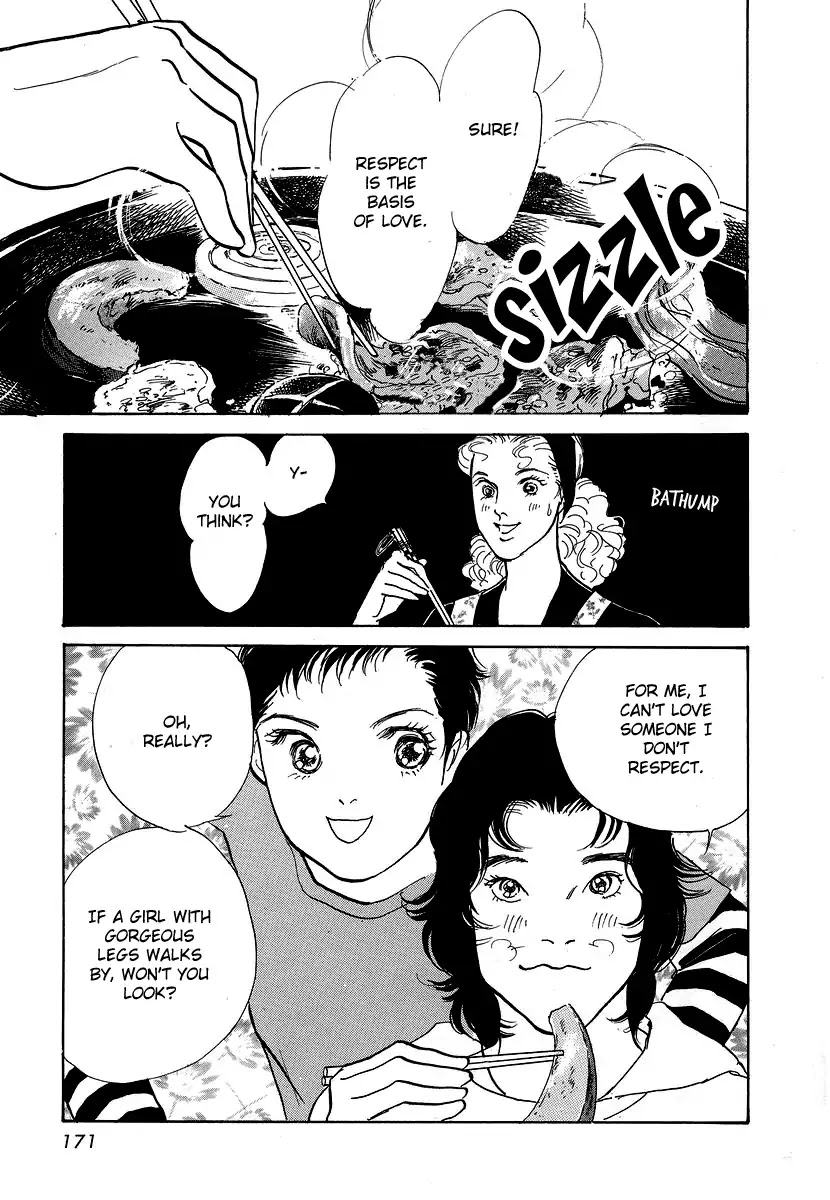 SURE!
RESPECT
IS THE
BASIS
OF LOVE.
sizzle
BATHUMP
Y-
YOU
THINK?
FOR ME, I
CAN'T LOVE
SOMEONE I
DON'T
RESPECT.
OH,
REALLY?
IF A GIRL WITH
GORGEOUS
LEGS WALKS
BY, WON'T YOU
LOOK?
171